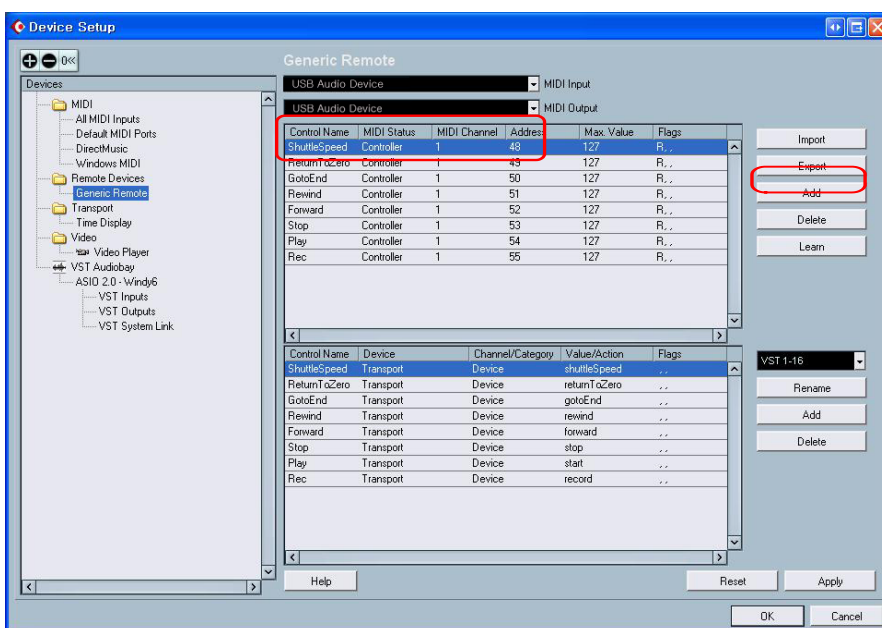 Device Setup
0«
Generic Remote
Devices
MIDI
All MIDI Inputs
Default MIDI Ports
DirectMusic
Windows MIDI
Remote Devices
Generic Remote
Transport
Time Display
Video
Video Player
VST Audiobay
ASIO 2.0 - Windy6
VST Inputs
VST Outputs
VST System Link
USB Audio Device MIDI Input
USB Audio Device MIDI Output
Control Name MIDI Status MIDI Channel Address Max. Value Flags
ShuttleSpeed Controller 1 48 127 R, ,
ReturnToZero Controller 1 49 127 R, ,
GotoEnd Controller 1 50 127 R, ,
Rewind Controller 1 51 127 R, ,
Forward Controller 1 52 127 R, ,
Stop Controller 1 53 127 R, ,
Play Controller 1 54 127 R, ,
Rec Controller 1 55 127 R, ,
Import
Export
Add
Delete
Learn
Control Name Device Channel/Category Value/Action Flags
ShuttleSpeed Transport Device shuttleSpeed , ,
ReturnToZero Transport Device returnToZero , ,
GotoEnd Transport Device gotoEnd , ,
Rewind Transport Device rewind , ,
Forward Transport Device forward , ,
Stop Transport Device stop , ,
Play Transport Device start , ,
Rec Transport Device record , ,
VST 1-16
Rename
Add
Delete
Help Reset Apply
OK Cancel